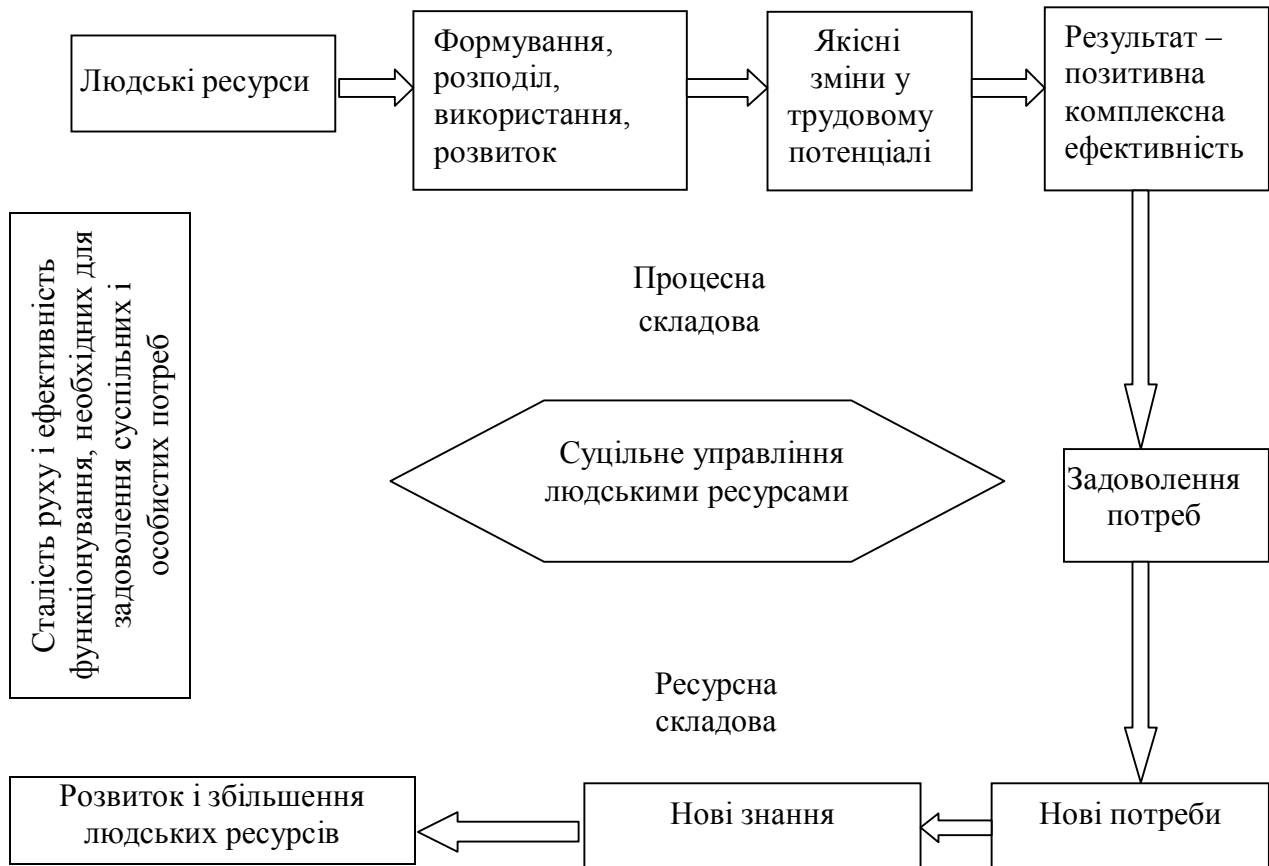 Людські ресурси
Формування,
розподіл,
використання,
розвиток
Якісні
зміни у
трудовому
потенціалі
Результат –
позитивна
комплексна
ефективність
Сталість руху і ефективність
функціонування, необхідних для
задоволення суспільних і
особистих потреб
Процесна
складова
Суцільне управління
людськими ресурсами
Задоволення
потреб
Ресурсна
складова
Розвиток і збільшення
людських ресурсів
Нові знання
Нові потреби